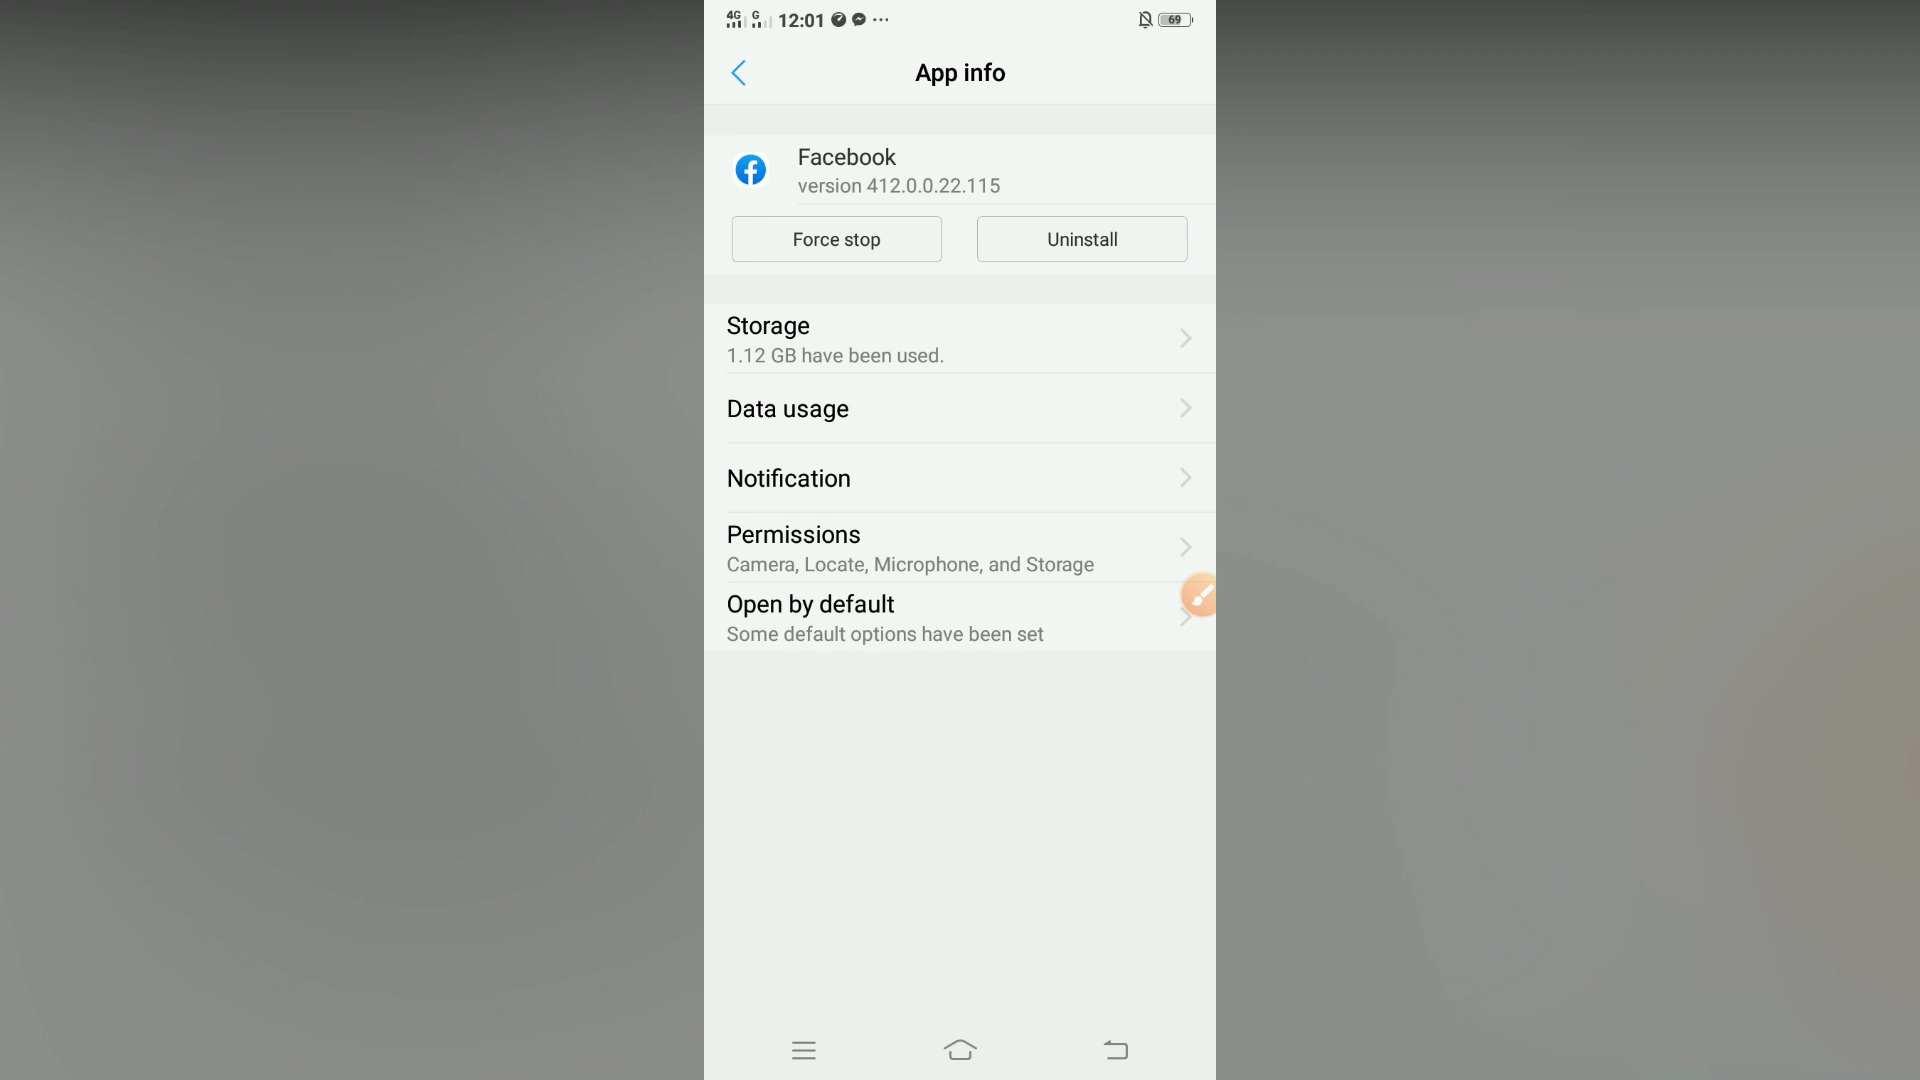 4G G 12:01 69
App info
Facebook
version 412.0.0.22.115
Force stop Uninstall
Storage
1.12 GB have been used.
Data usage
Notification
Permissions
Camera, Locate, Microphone, and Storage
Open by default
Some default options have been set